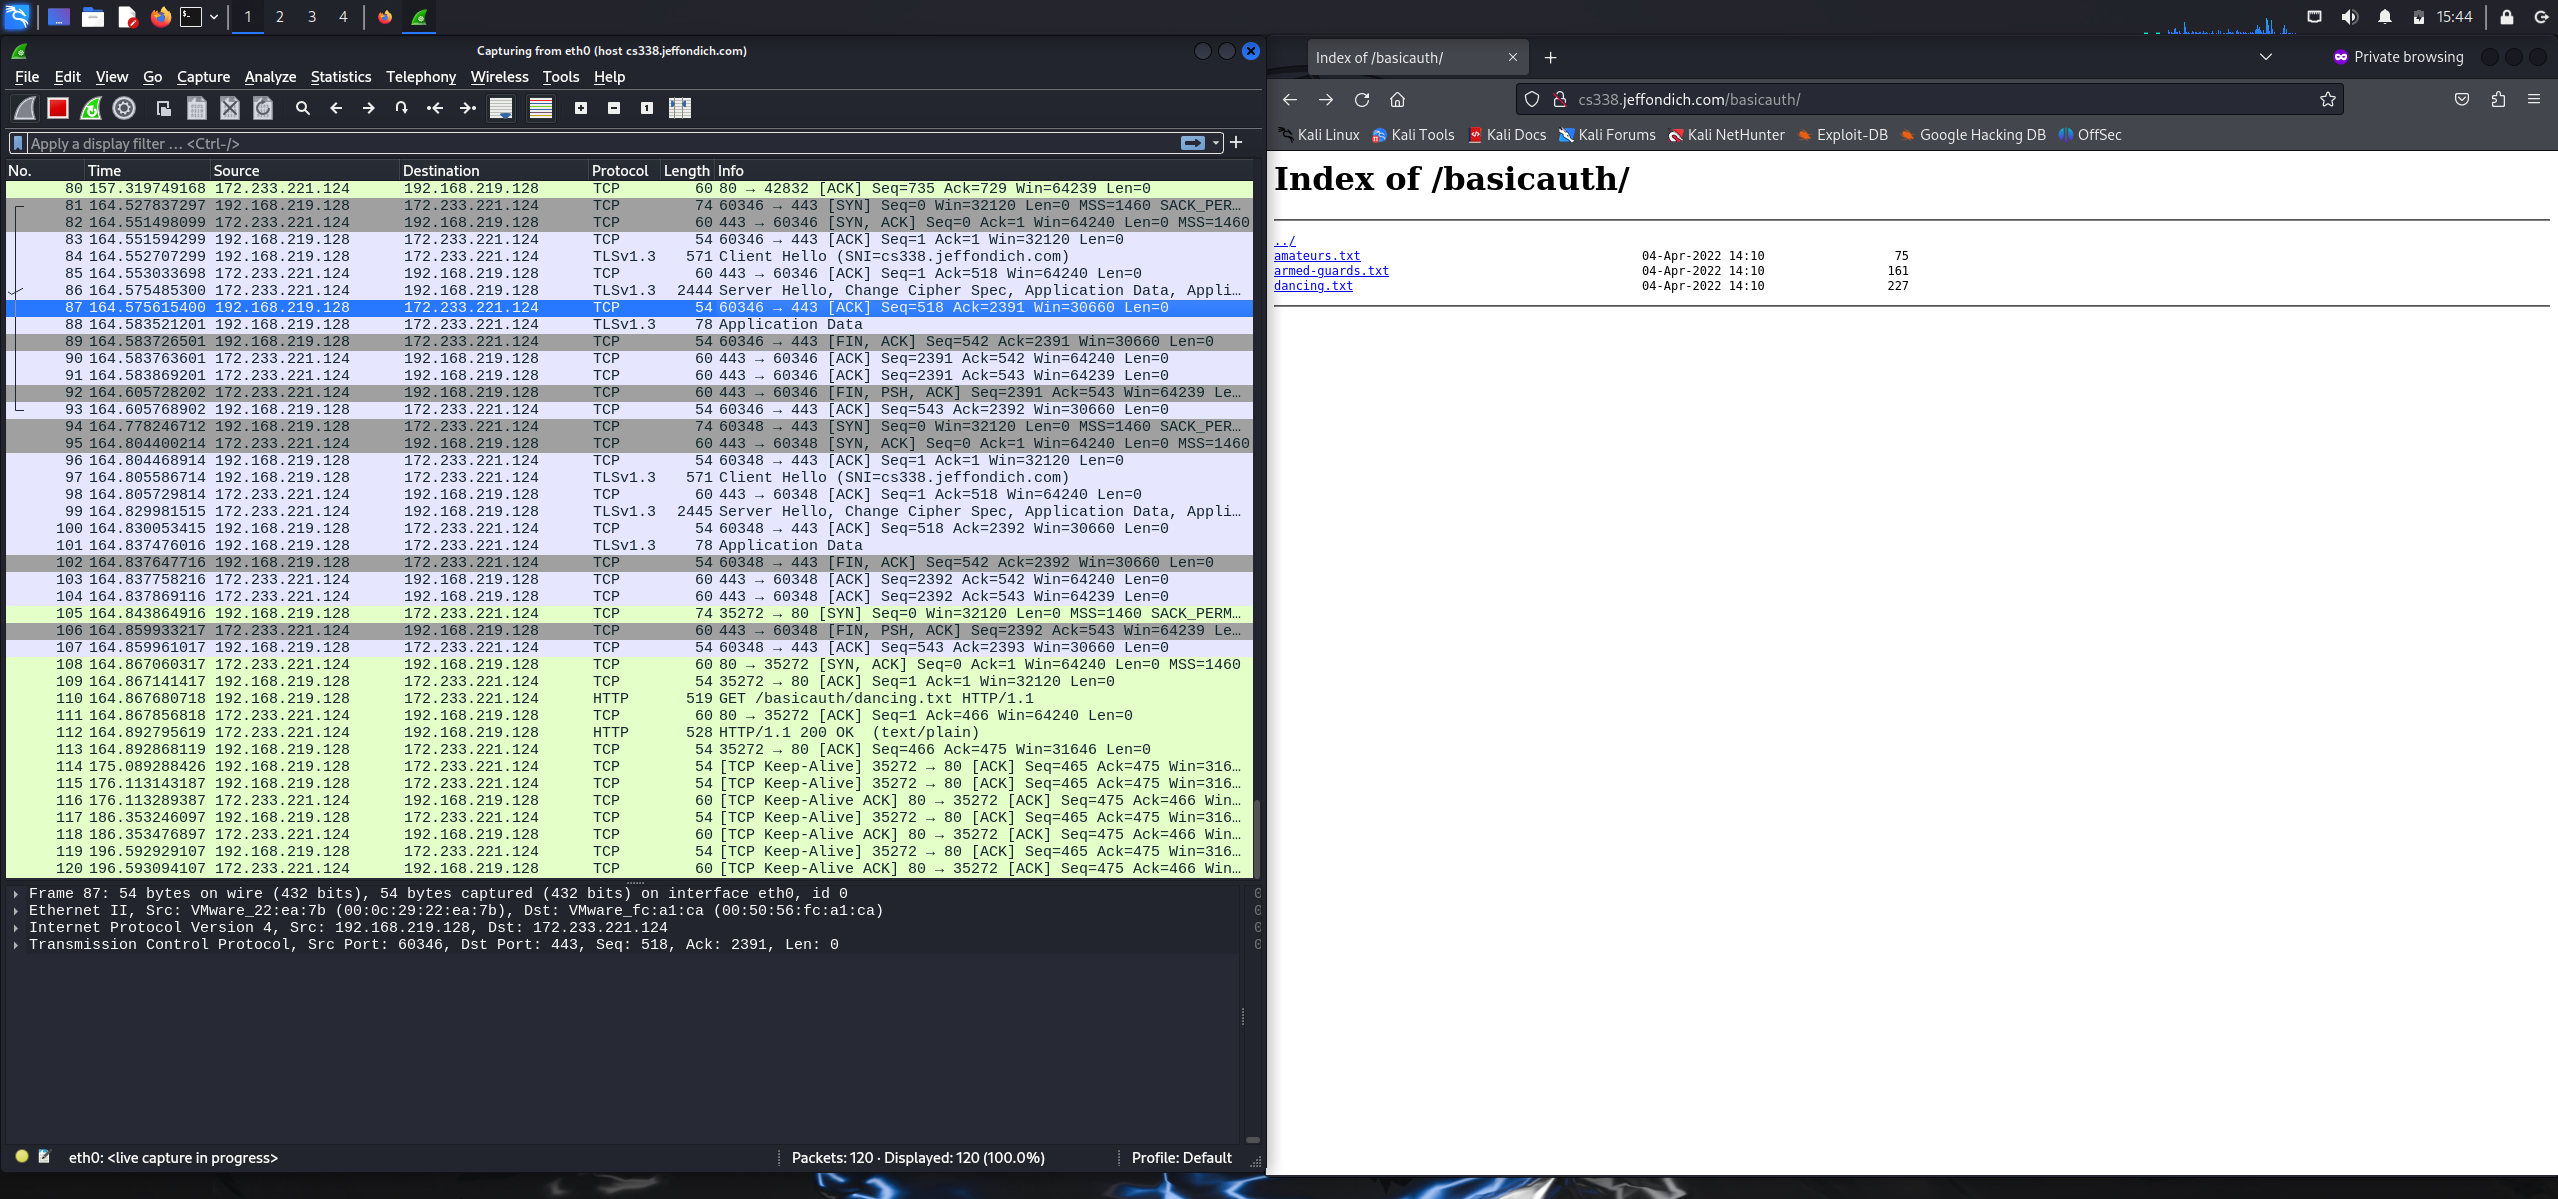 1 2 3 4 15:44
Capturing from eth0 (host cs338.jeffondich.com)
File Edit View Go Capture Analyze Statistics Telephony Wireless Tools Help
Apply a display filter … <Ctrl-/>
No. Time Source Destination Protocol Length Info
80 157.319749168 172.233.221.124 192.168.219.128 TCP 60 80 → 42832 [ACK] Seq=735 Ack=729 Win=64239 Len=0
81 164.527837297 192.168.219.128 172.233.221.124 TCP 74 60346 → 443 [SYN] Seq=0 Win=32120 Len=0 MSS=1460 SACK_PER…
82 164.551498099 172.233.221.124 192.168.219.128 TCP 60 443 → 60346 [SYN, ACK] Seq=0 Ack=1 Win=64240 Len=0 MSS=1460
83 164.551594299 192.168.219.128 172.233.221.124 TCP 54 60346 → 443 [ACK] Seq=1 Ack=1 Win=32120 Len=0
84 164.552707299 192.168.219.128 172.233.221.124 TLSv1.3 571 Client Hello (SNI=cs338.jeffondich.com)
85 164.553033698 172.233.221.124 192.168.219.128 TCP 60 443 → 60346 [ACK] Seq=1 Ack=518 Win=64240 Len=0
86 164.575485300 172.233.221.124 192.168.219.128 TLSv1.3 2444 Server Hello, Change Cipher Spec, Application Data, Appli…
87 164.575615400 192.168.219.128 172.233.221.124 TCP 54 60346 → 443 [ACK] Seq=518 Ack=2391 Win=30660 Len=0
88 164.583521201 192.168.219.128 172.233.221.124 TLSv1.3 78 Application Data
89 164.583726501 192.168.219.128 172.233.221.124 TCP 54 60346 → 443 [FIN, ACK] Seq=542 Ack=2391 Win=30660 Len=0
90 164.583763601 172.233.221.124 192.168.219.128 TCP 60 443 → 60346 [ACK] Seq=2391 Ack=542 Win=64240 Len=0
91 164.583869201 172.233.221.124 192.168.219.128 TCP 60 443 → 60346 [ACK] Seq=2391 Ack=543 Win=64239 Len=0
92 164.605728202 172.233.221.124 192.168.219.128 TCP 60 443 → 60346 [FIN, PSH, ACK] Seq=2391 Ack=543 Win=64239 Le…
93 164.605768902 192.168.219.128 172.233.221.124 TCP 54 60346 → 443 [ACK] Seq=543 Ack=2392 Win=30660 Len=0
94 164.778246712 192.168.219.128 172.233.221.124 TCP 74 60348 → 443 [SYN] Seq=0 Win=32120 Len=0 MSS=1460 SACK_PER…
95 164.804400214 172.233.221.124 192.168.219.128 TCP 60 443 → 60348 [SYN, ACK] Seq=0 Ack=1 Win=64240 Len=0 MSS=1460
96 164.804468914 192.168.219.128 172.233.221.124 TCP 54 60348 → 443 [ACK] Seq=1 Ack=1 Win=32120 Len=0
97 164.805586714 192.168.219.128 172.233.221.124 TLSv1.3 571 Client Hello (SNI=cs338.jeffondich.com)
98 164.805729814 172.233.221.124 192.168.219.128 TCP 60 443 → 60348 [ACK] Seq=1 Ack=518 Win=64240 Len=0
99 164.829981515 172.233.221.124 192.168.219.128 TLSv1.3 2445 Server Hello, Change Cipher Spec, Application Data, Appli…
100 164.830053415 192.168.219.128 172.233.221.124 TCP 54 60348 → 443 [ACK] Seq=518 Ack=2392 Win=30660 Len=0
101 164.837476016 192.168.219.128 172.233.221.124 TLSv1.3 78 Application Data
102 164.837647716 192.168.219.128 172.233.221.124 TCP 54 60348 → 443 [FIN, ACK] Seq=542 Ack=2392 Win=30660 Len=0
103 164.837758216 172.233.221.124 192.168.219.128 TCP 60 443 → 60348 [ACK] Seq=2392 Ack=542 Win=64240 Len=0
104 164.837869116 172.233.221.124 192.168.219.128 TCP 60 443 → 60348 [ACK] Seq=2392 Ack=543 Win=64239 Len=0
105 164.843864916 192.168.219.128 172.233.221.124 TCP 74 35272 → 80 [SYN] Seq=0 Win=32120 Len=0 MSS=1460 SACK_PERM…
106 164.859933217 172.233.221.124 192.168.219.128 TCP 60 443 → 60348 [FIN, PSH, ACK] Seq=2392 Ack=543 Win=64239 Le…
107 164.859961017 192.168.219.128 172.233.221.124 TCP 54 60348 → 443 [ACK] Seq=543 Ack=2393 Win=30660 Len=0
108 164.867060317 172.233.221.124 192.168.219.128 TCP 60 80 → 35272 [SYN, ACK] Seq=0 Ack=1 Win=64240 Len=0 MSS=1460
109 164.867141417 192.168.219.128 172.233.221.124 TCP 54 35272 → 80 [ACK] Seq=1 Ack=1 Win=32120 Len=0
110 164.867680718 192.168.219.128 172.233.221.124 HTTP 519 GET /basicauth/dancing.txt HTTP/1.1
111 164.867856818 172.233.221.124 192.168.219.128 TCP 60 80 → 35272 [ACK] Seq=1 Ack=466 Win=64240 Len=0
112 164.892795619 172.233.221.124 192.168.219.128 HTTP 528 HTTP/1.1 200 OK (text/plain)
113 164.892868119 192.168.219.128 172.233.221.124 TCP 54 35272 → 80 [ACK] Seq=466 Ack=475 Win=31646 Len=0
114 175.089288426 192.168.219.128 172.233.221.124 TCP 54 [TCP Keep-Alive] 35272 → 80 [ACK] Seq=465 Ack=475 Win=316…
115 176.113143187 192.168.219.128 172.233.221.124 TCP 54 [TCP Keep-Alive] 35272 → 80 [ACK] Seq=465 Ack=475 Win=316…
116 176.113289387 172.233.221.124 192.168.219.128 TCP 60 [TCP Keep-Alive ACK] 80 → 35272 [ACK] Seq=475 Ack=466 Win…
117 186.353246097 192.168.219.128 172.233.221.124 TCP 54 [TCP Keep-Alive] 35272 → 80 [ACK] Seq=465 Ack=475 Win=316…
118 186.353476897 172.233.221.124 192.168.219.128 TCP 60 [TCP Keep-Alive ACK] 80 → 35272 [ACK] Seq=475 Ack=466 Win…
119 196.592929107 192.168.219.128 172.233.221.124 TCP 54 [TCP Keep-Alive] 35272 → 80 [ACK] Seq=465 Ack=475 Win=316…
120 196.593094107 172.233.221.124 192.168.219.128 TCP 60 [TCP Keep-Alive ACK] 80 → 35272 [ACK] Seq=475 Ack=466 Win…
Frame 87: 54 bytes on wire (432 bits), 54 bytes captured (432 bits) on interface eth0, id 0
Ethernet II, Src: VMware_22:ea:7b (00:0c:29:22:ea:7b), Dst: VMware_fc:a1:ca (00:50:56:fc:a1:ca)
Internet Protocol Version 4, Src: 192.168.219.128, Dst: 172.233.221.124
Transmission Control Protocol, Src Port: 60346, Dst Port: 443, Seq: 518, Ack: 2391, Len: 0
0
0
0
0
eth0: <live capture in progress> Packets: 120 · Displayed: 120 (100.0%) Profile: Default
Index of /basicauth/ Private browsing
cs338.jeffondich.com/basicauth/
Kali Linux Kali Tools Kali Docs Kali Forums Kali NetHunter Exploit-DB Google Hacking DB OffSec
Index of /basicauth/
../
amateurs.txt 04-Apr-2022 14:10 75
armed-guards.txt 04-Apr-2022 14:10 161
dancing.txt 04-Apr-2022 14:10 227